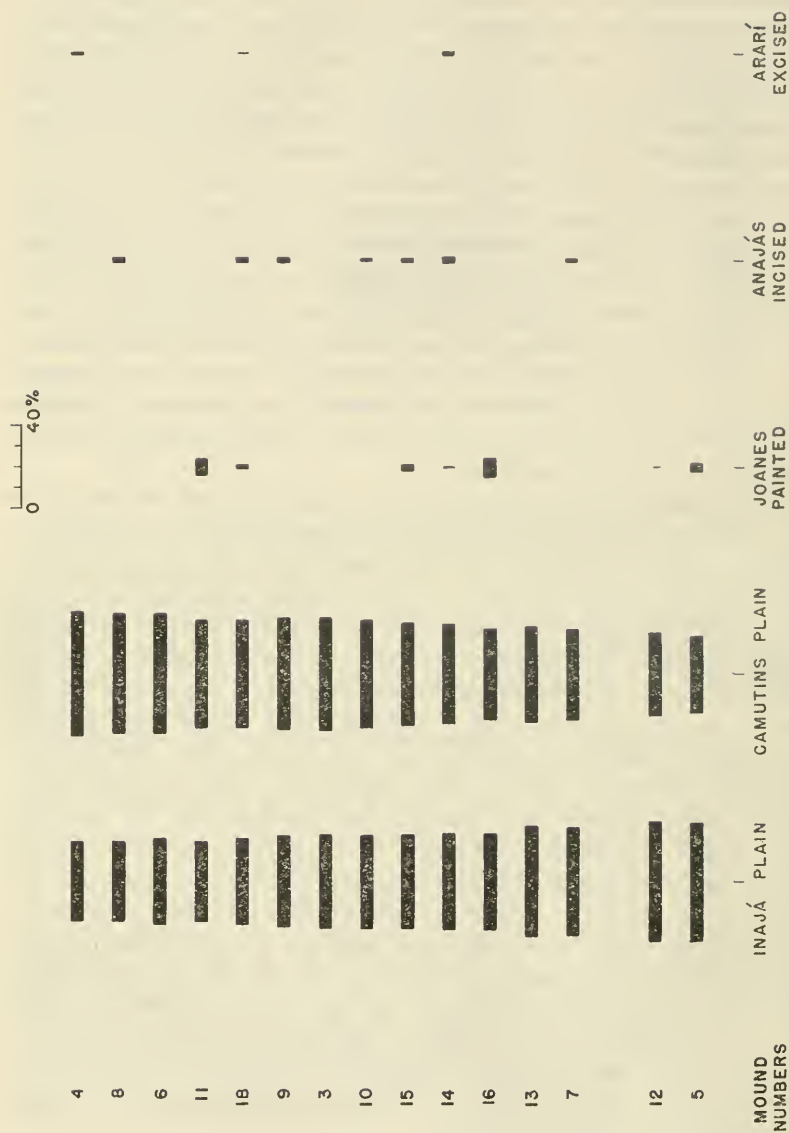 0 40%
4
8
6
11
18
9
3
10
15
14
16
13
7
12
5
MOUND NUMBERS
INAJÁ PLAIN
CAMUTINS PLAIN
JOANES PAINTED
ANAJÁS INCISED
ARARÍ EXCISED